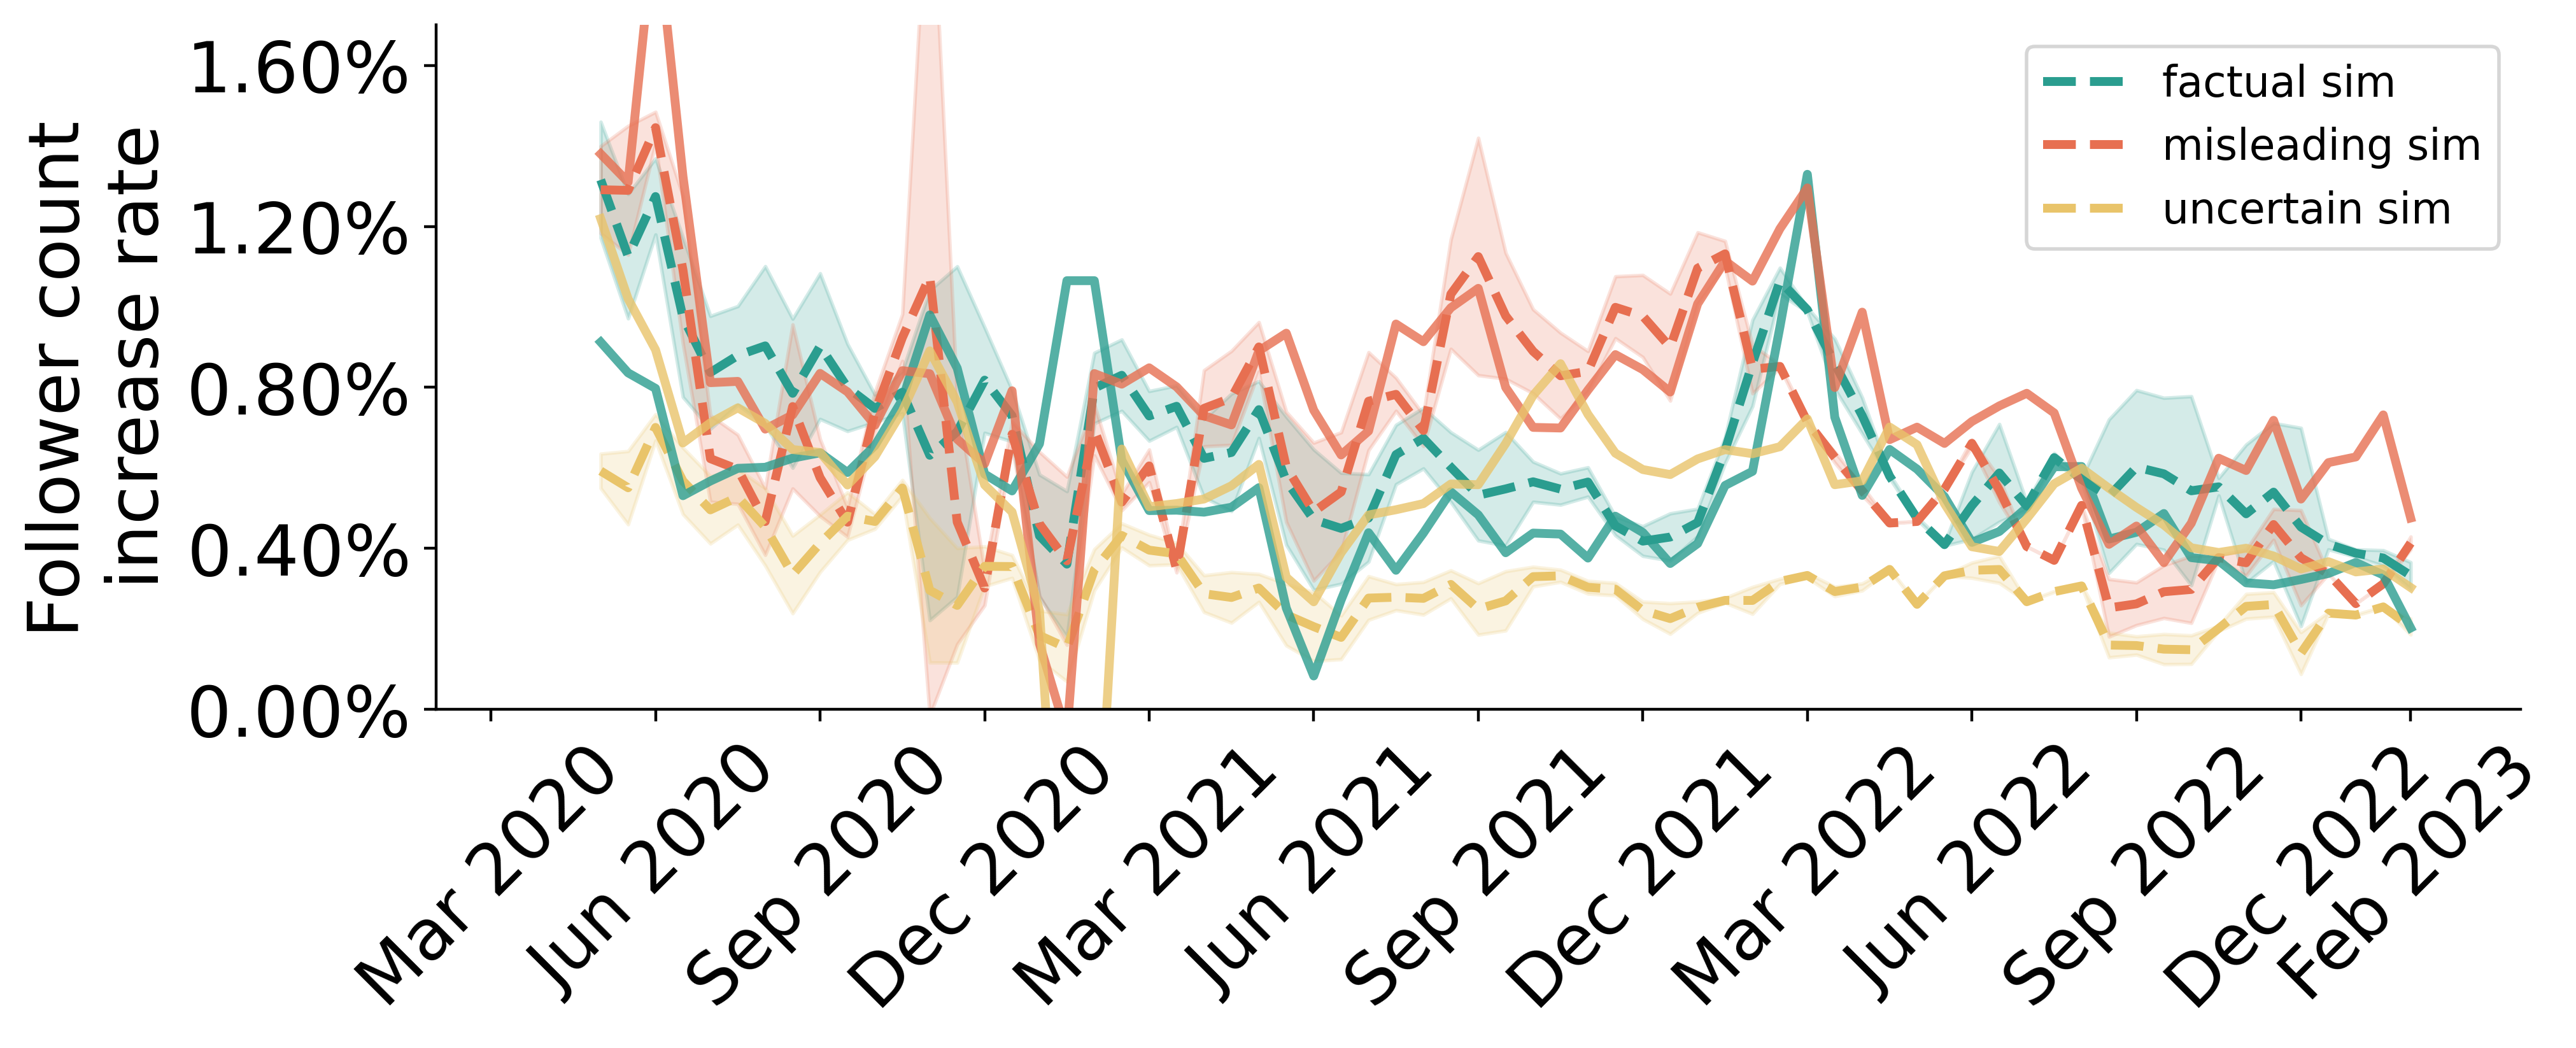 Follower count
increase rate
1.60%
1.20%
0.80%
0.40%
0.00%
factual sim
misleading sim
uncertain sim
Mar 2020
Jun 2020
Sep 2020
Dec 2020
Mar 2021
Jun 2021
Sep 2021
Dec 2021
Mar 2022
Jun 2022
Sep 2022
Dec 2022
Feb 2023